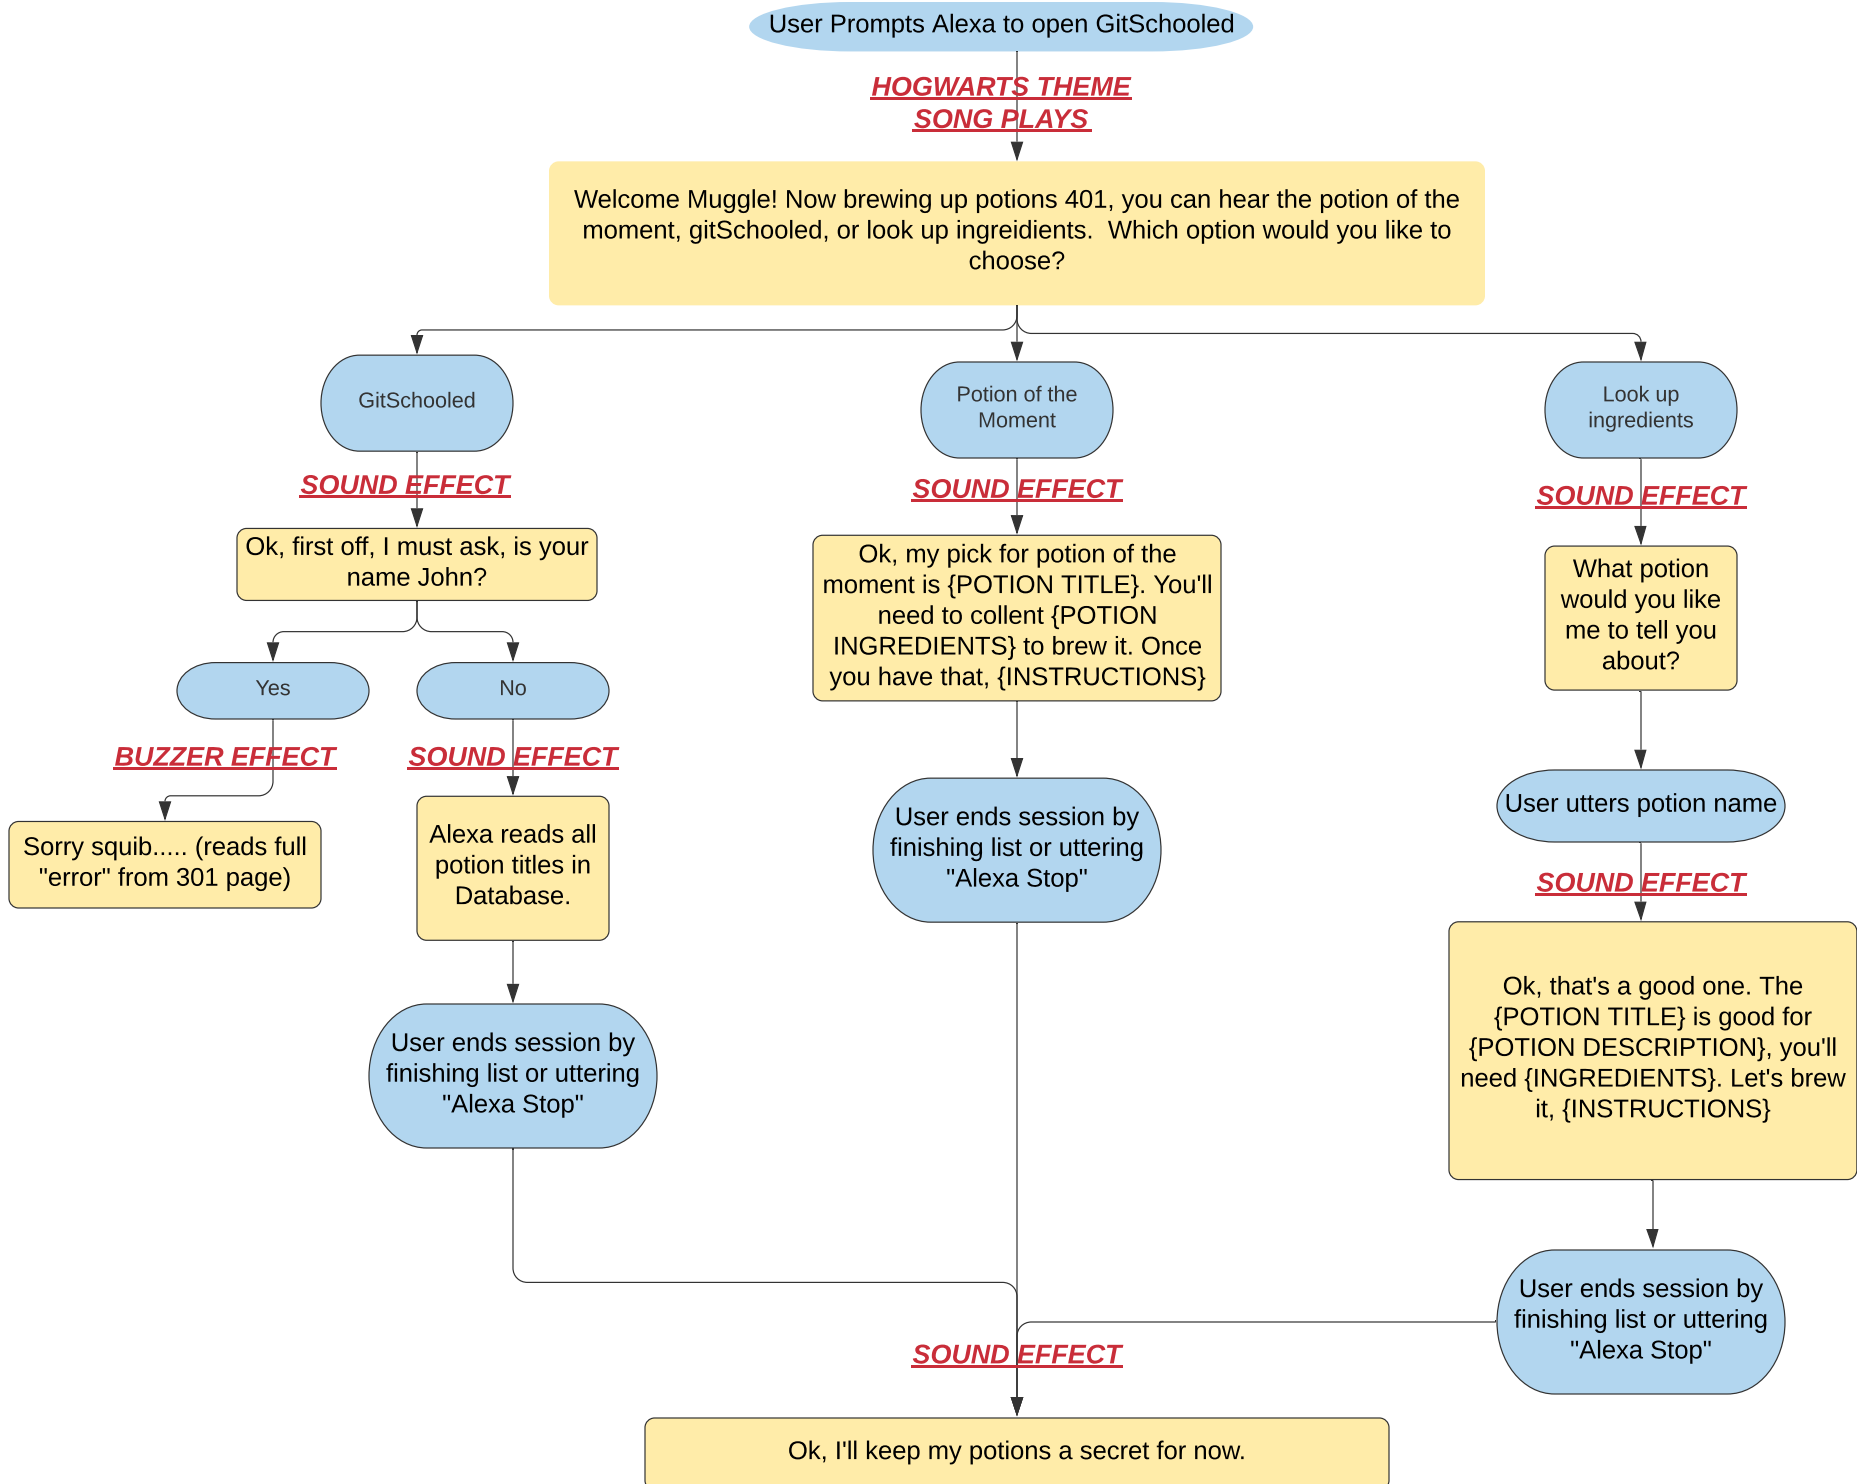 User Prompts Alexa to open GitSchooled
HOGWARTS THEME
SONG PLAYS
Welcome Muggle! Now brewing up potions 401, you can hear the potion of the
moment, gitSchooled, or look up ingreidients.  Which option would you like to
choose?
GitSchooled
Potion of the
Moment
Look up
ingredients
SOUND EFFECT
SOUND EFFECT
SOUND EFFECT
Ok, first off, I must ask, is your
name John?
Ok, my pick for potion of the
moment is {POTION TITLE}. You'll
need to collent {POTION
INGREDIENTS} to brew it. Once
you have that, {INSTRUCTIONS}
What potion
would you like
me to tell you
about?
Yes
No
BUZZER EFFECT
SOUND EFFECT
Sorry squib..... (reads full
"error" from 301 page)
Alexa reads all
potion titles in
Database.
User ends session by
finishing list or uttering
"Alexa Stop"
User utters potion name
SOUND EFFECT
Ok, that's a good one. The
{POTION TITLE} is good for
{POTION DESCRIPTION}, you'll
need {INGREDIENTS}. Let's brew
it, {INSTRUCTIONS}
User ends session by
finishing list or uttering
"Alexa Stop"
User ends session by
finishing list or uttering
"Alexa Stop"
SOUND EFFECT
Ok, I'll keep my potions a secret for now.